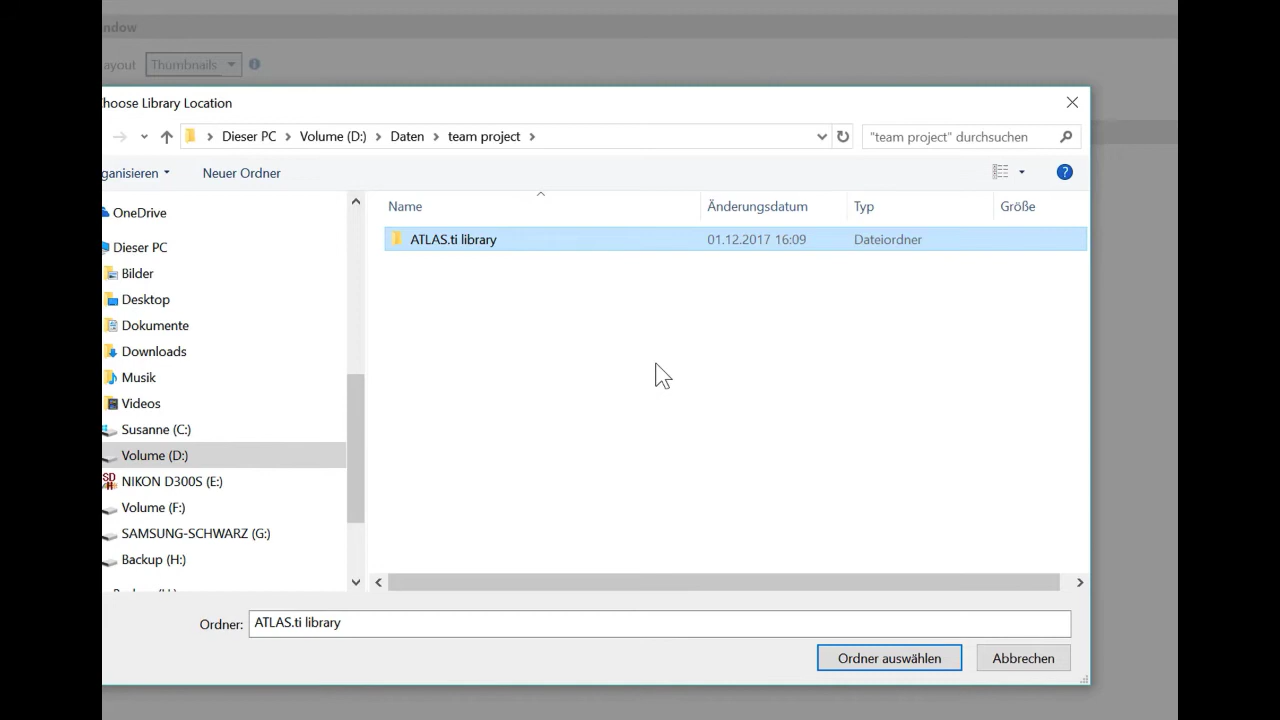 ndow
ayout Thumbnails
hoose Library Location
Dieser PC Volume (D:) Daten team project "team project" durchsuchen
ganisieren Neuer Ordner
Name Änderungsdatum Typ Größe
ATLAS.ti library 01.12.2017 16:09 Dateiordner
OneDrive
Dieser PC
Bilder
Desktop
Dokumente
Downloads
Musik
Videos
Susanne (C:)
Volume (D:)
NIKON D300S (E:)
Volume (F:)
SAMSUNG-SCHWARZ (G:)
Backup (H:)
Ordner: ATLAS.ti library
Ordner auswählen Abbrechen